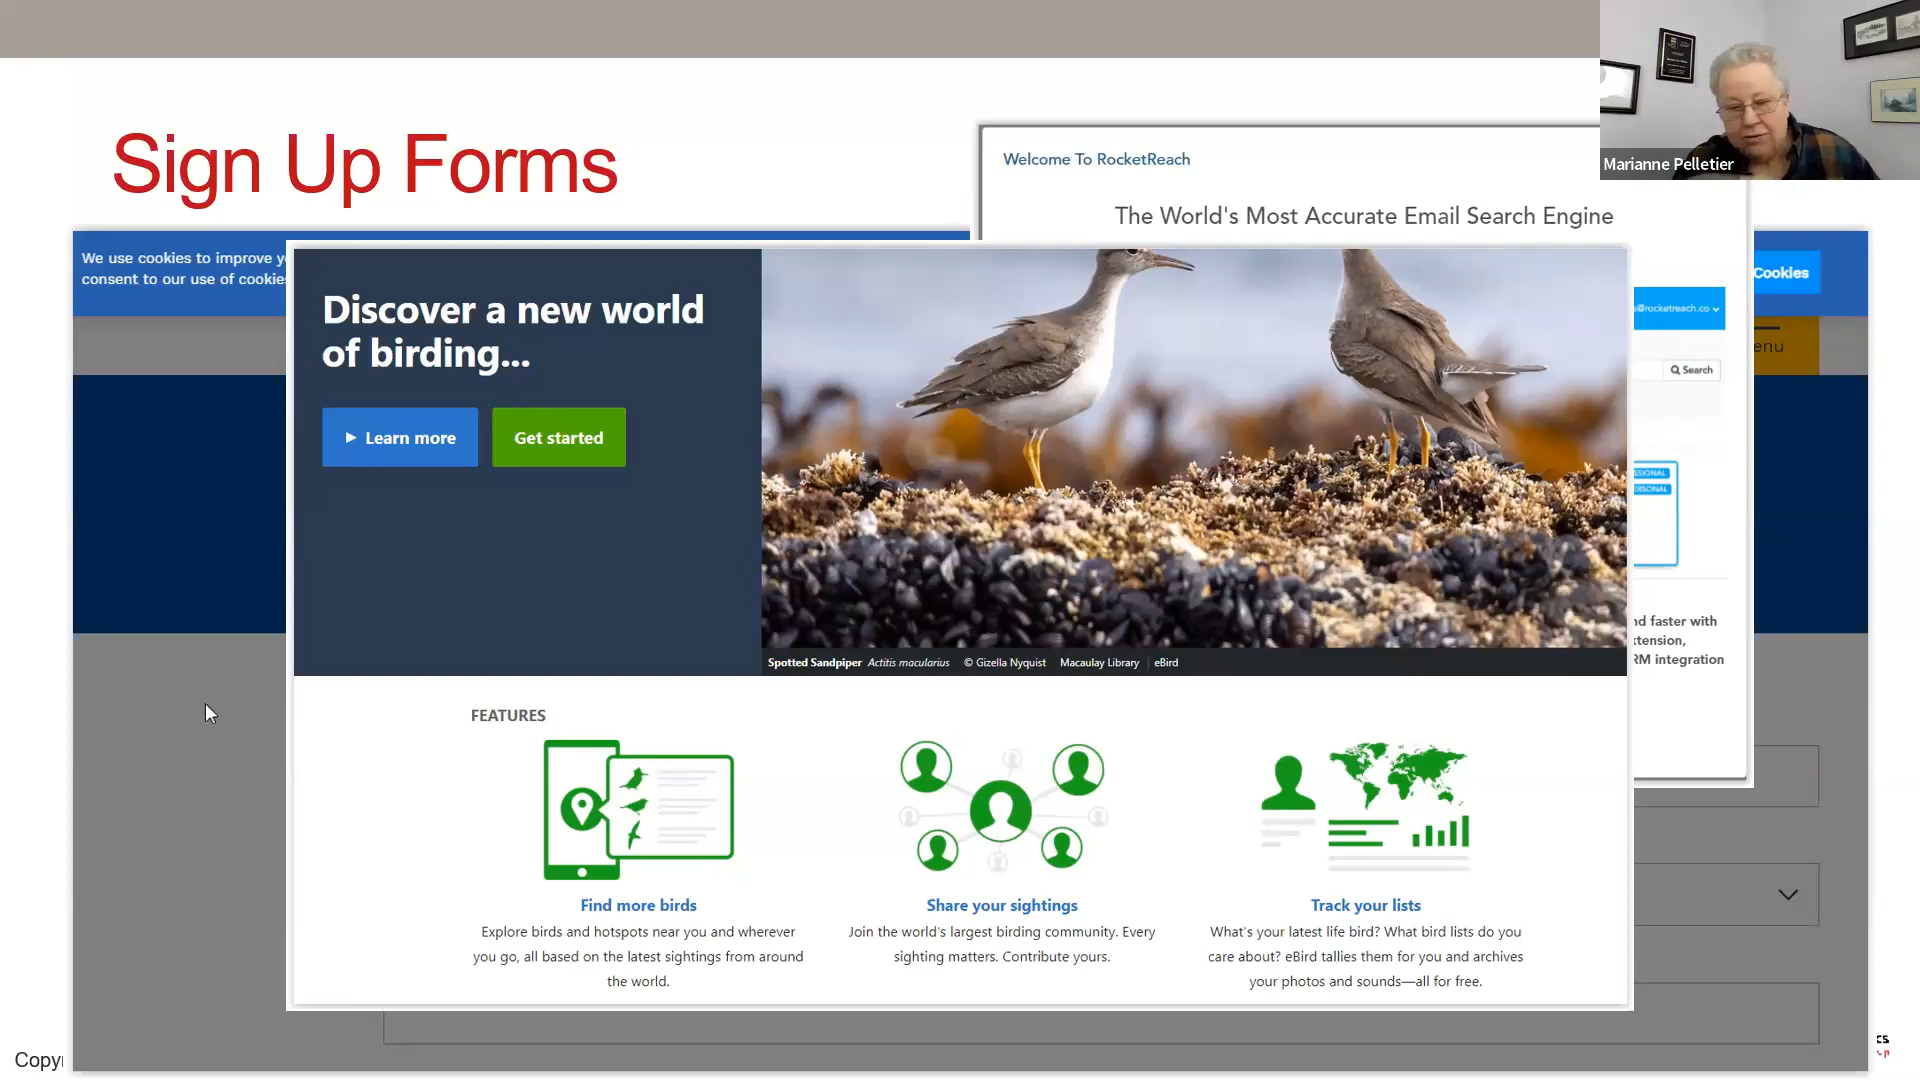 Sign Up Forms
Marianne Pelletier
Welcome To RocketReach
The World's Most Accurate Email Search Engine
We use cookies to improve
consent to our use of cookies
Cookies
@rocketreach.co
Search
Discover a new world
of birding...
Learn more
Get started
Spotted Sandpiper Actitis macularius © Gizella Nyquist Macaulay Library eBird
faster with
integration
FEATURES
Find more birds
Explore birds and hotspots near you and wherever
you go, all based on the latest sightings from around
the world.
Share your sightings
Join the world's largest birding community. Every
sighting matters. Contribute yours.
Track your lists
What's your latest life bird? What bird lists do you
care about? eBird tallies them for you and archives
your photos and sounds—all for free.